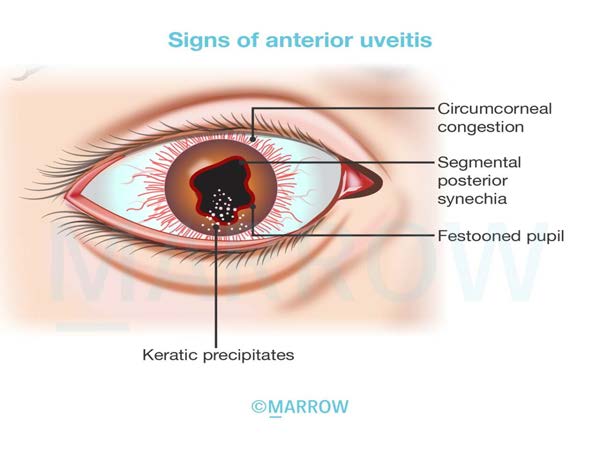 Signs of anterior uveitis
Circumcorneal
congestion
Segmental
posterior
synechia
Festooned pupil
MARROW
Keratic precipitates
©MARROW